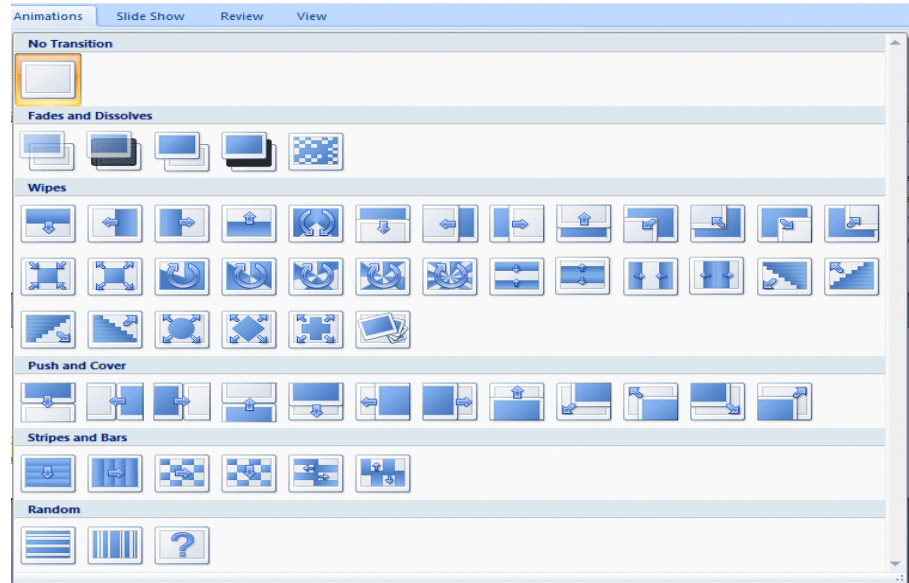 Animations Slide Show Review View
No Transition
Fades and Dissolves
Wipes
Push and Cover
Stripes and Bars
Random
?